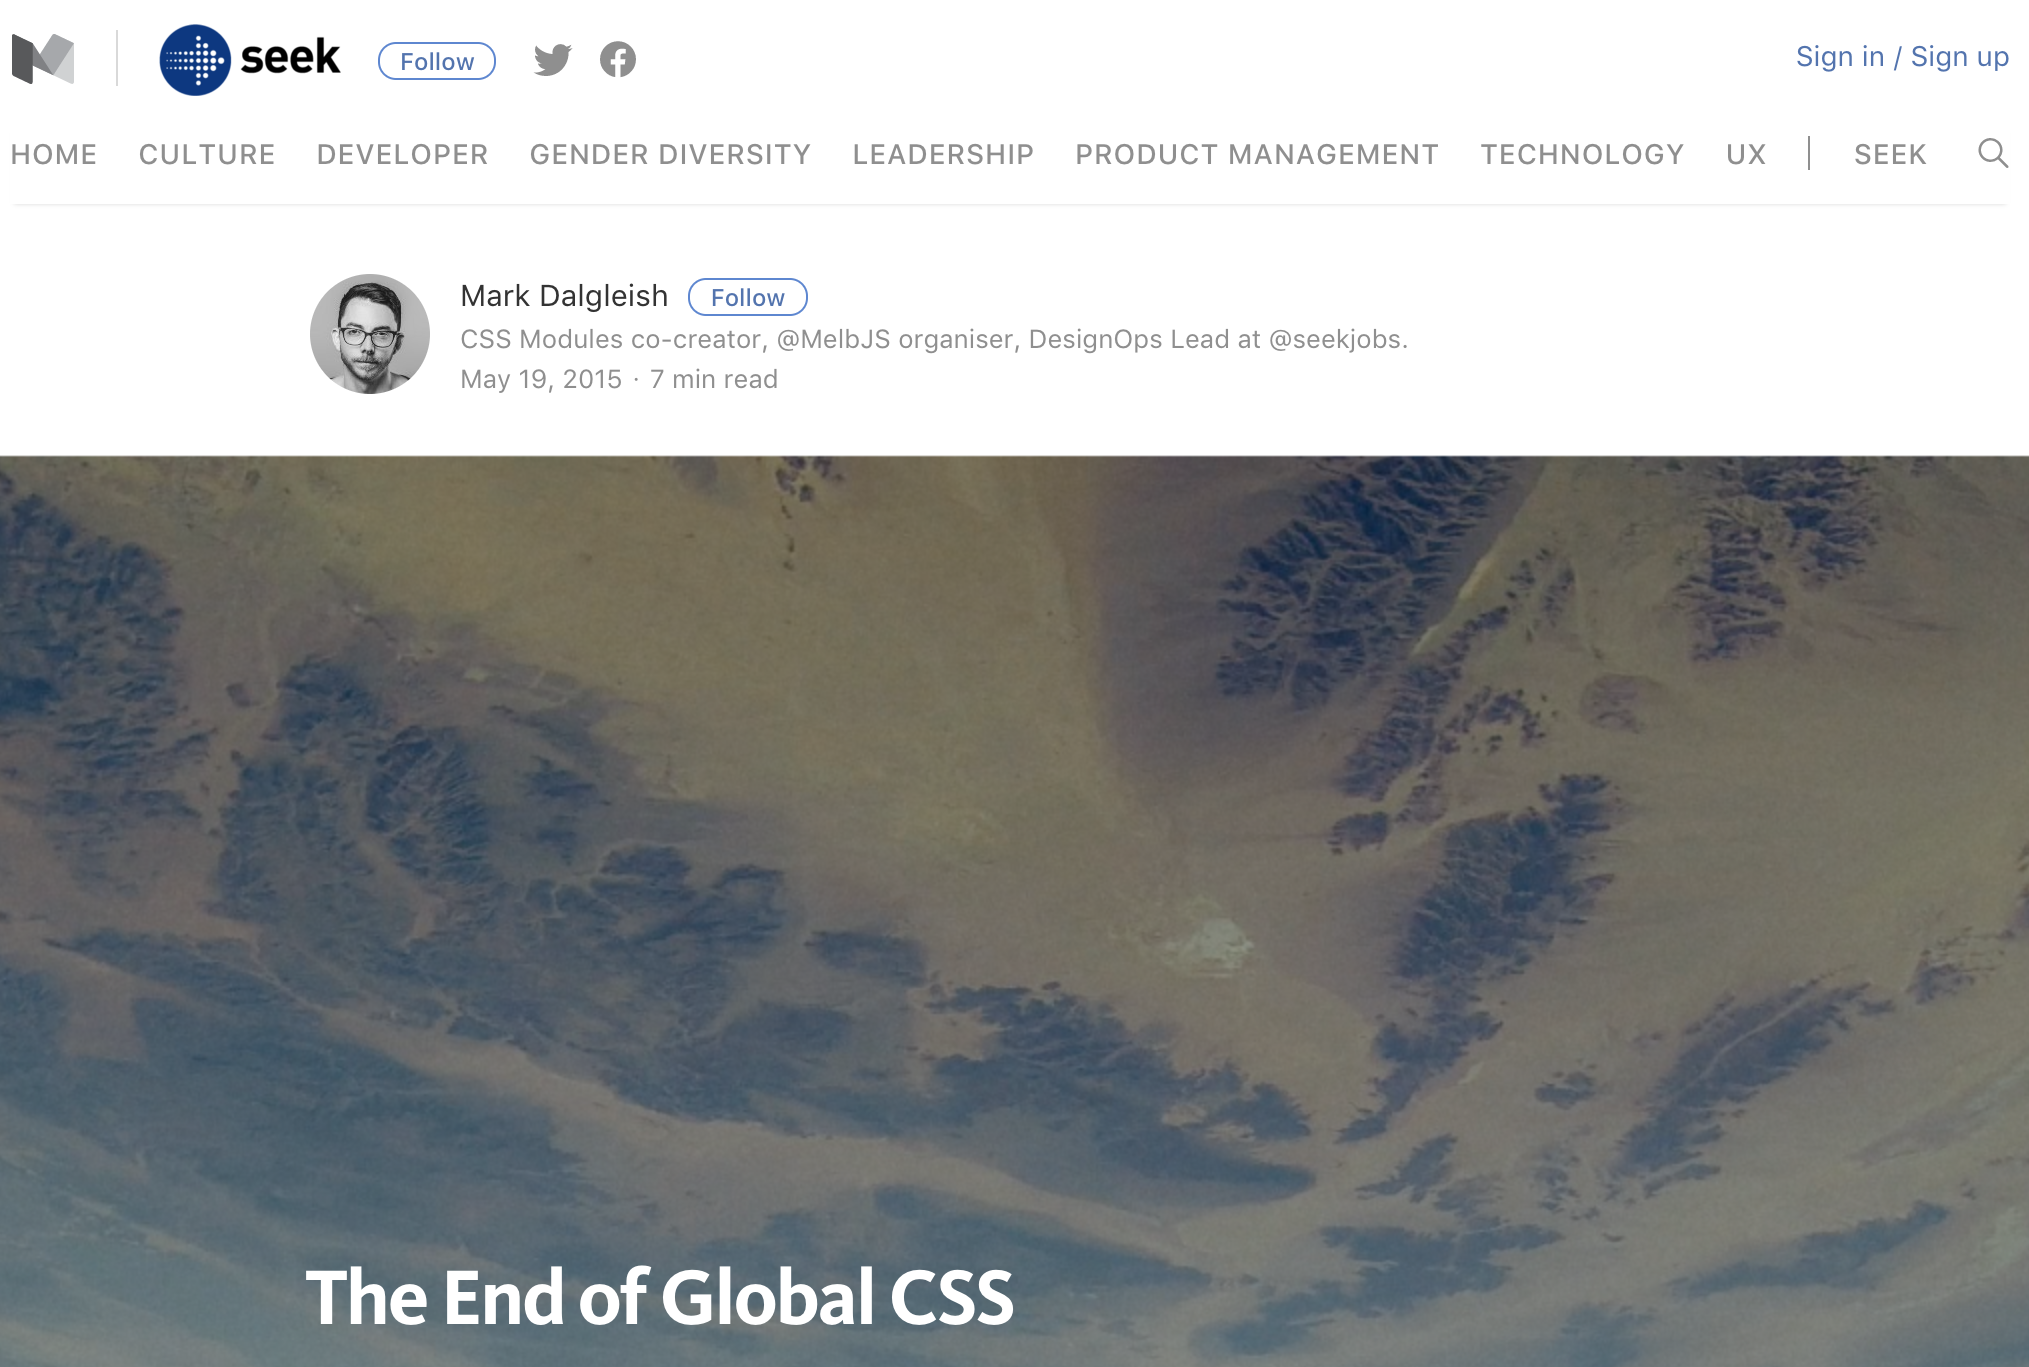 seek Follow Sign in / Sign up
HOME CULTURE DEVELOPER GENDER DIVERSITY LEADERSHIP PRODUCT MANAGEMENT TECHNOLOGY UX SEEK
Mark Dalgleish Follow
CSS Modules co-creator, @MelbJS organiser, DesignOps Lead at @seekjobs.
May 19, 2015 · 7 min read
The End of Global CSS